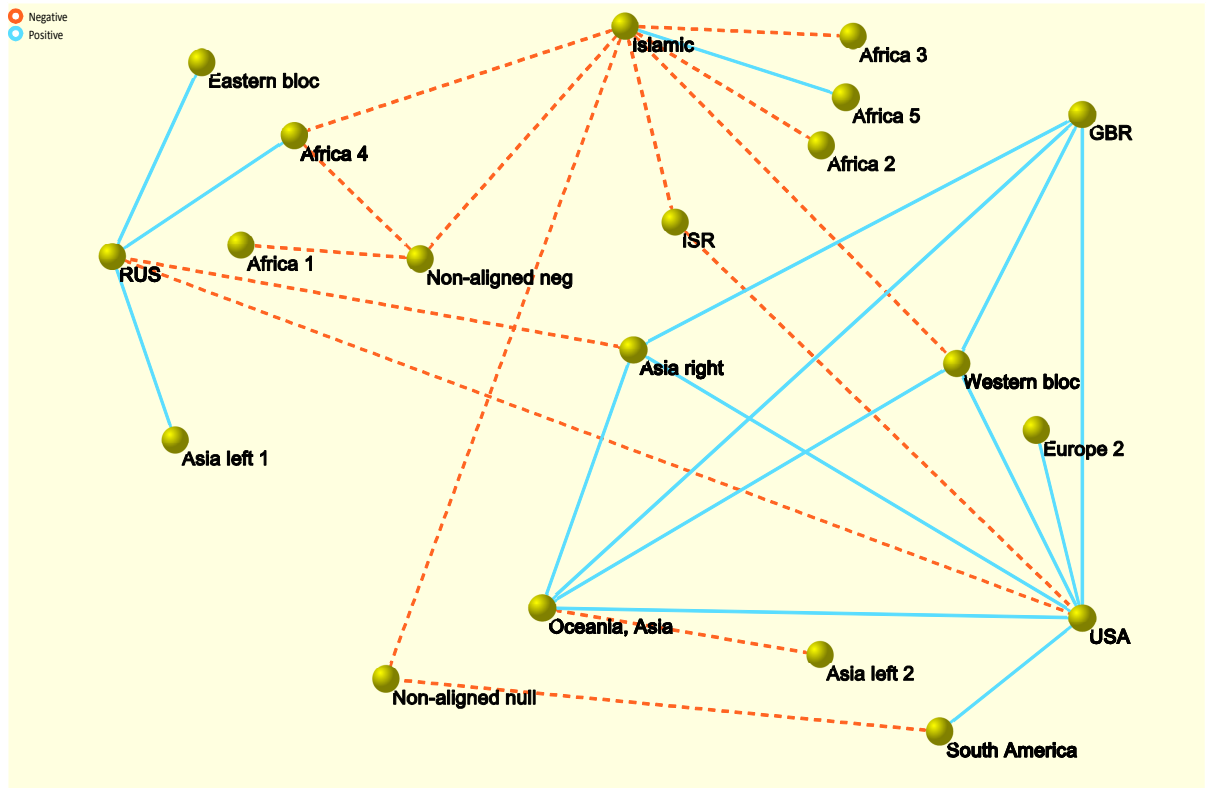 Negative
Positive
Islamic
Africa 3
Eastern bloc
Africa 5
GBR
Africa 4
Africa 2
ISR
Africa 1
RUS
Non-aligned neg
Asia right
Western bloc
Europe 2
Asia left 1
Oceania, Asia
USA
Asia left 2
Non-aligned null
South America